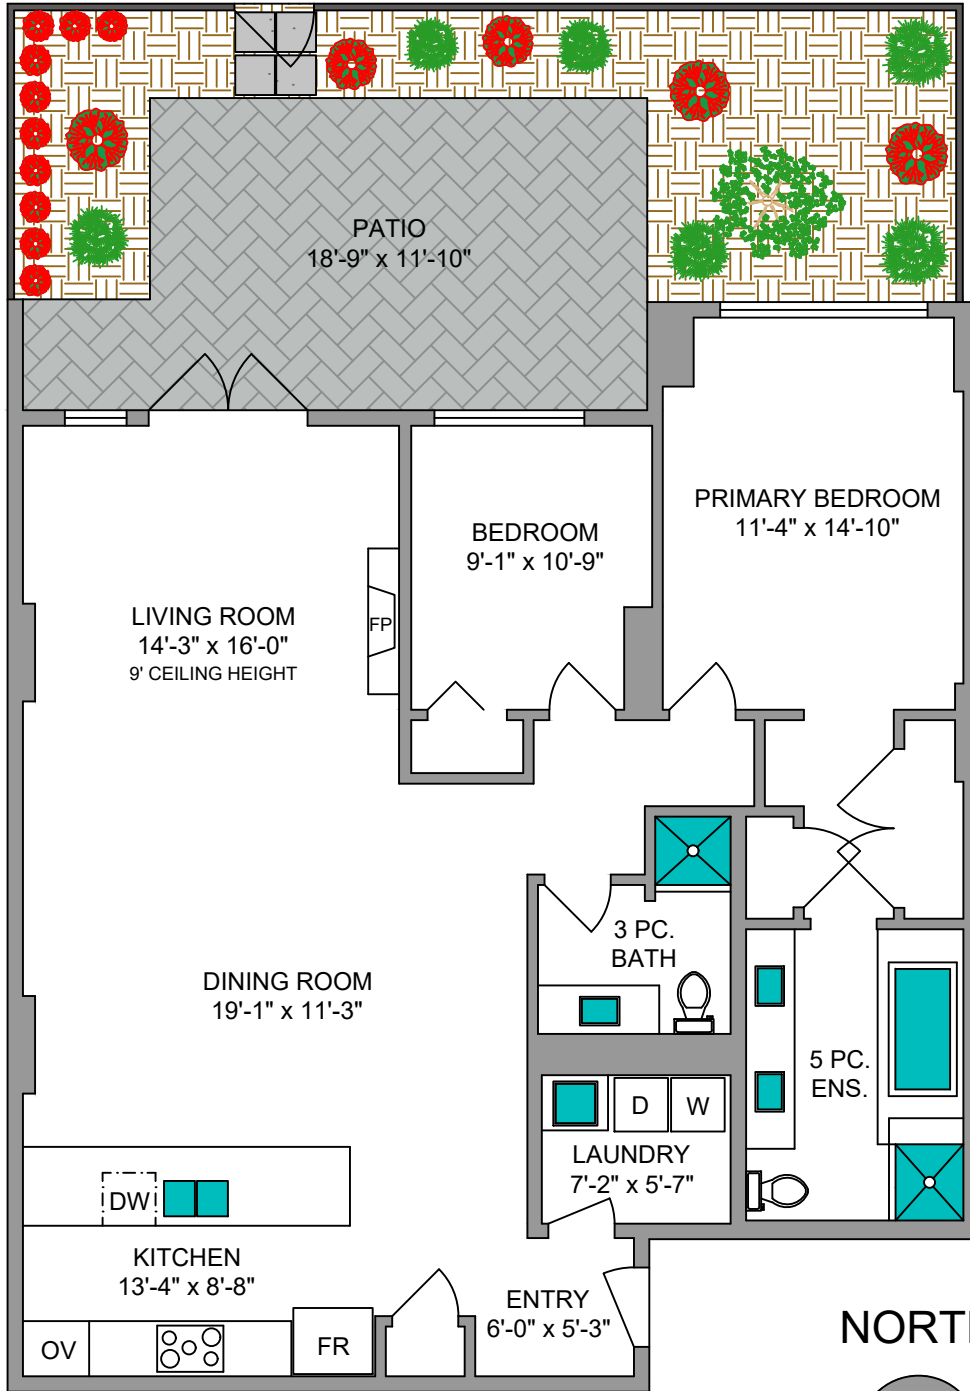 PATIO
18'-9" x 11'-10"
PRIMARY BEDROOM
11'-4" x 14'-10"
BEDROOM
9'-1" x 10'-9"
LIVING ROOM
14'-3" x 16'-0"
9' CEILING HEIGHT
FP
3 PC.
BATH
DINING ROOM
19'-1" x 11'-3"
5 PC.
ENS.
D
W
LAUNDRY
7'-2" x 5'-7"
DW
KITCHEN
13'-4" x 8'-8"
ENTRY
6'-0" x 5'-3"
OV
FR
NORT